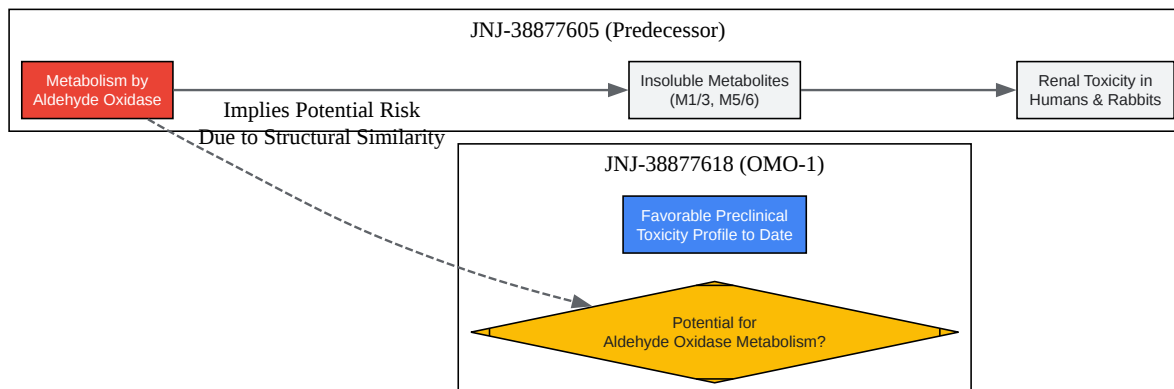 JNJ-38877605 (Predecessor)
Metabolism by
Aldehyde Oxidase
Insoluble Metabolites
(M1/3, M5/6)
Renal Toxicity in
Humans & Rabbits
Implies Potential Risk
Due to Structural Similarity
JNJ-38877618 (OMO-1)
Favorable Preclinical
Toxicity Profile to Date
Potential for
Aldehyde Oxidase Metabolism?